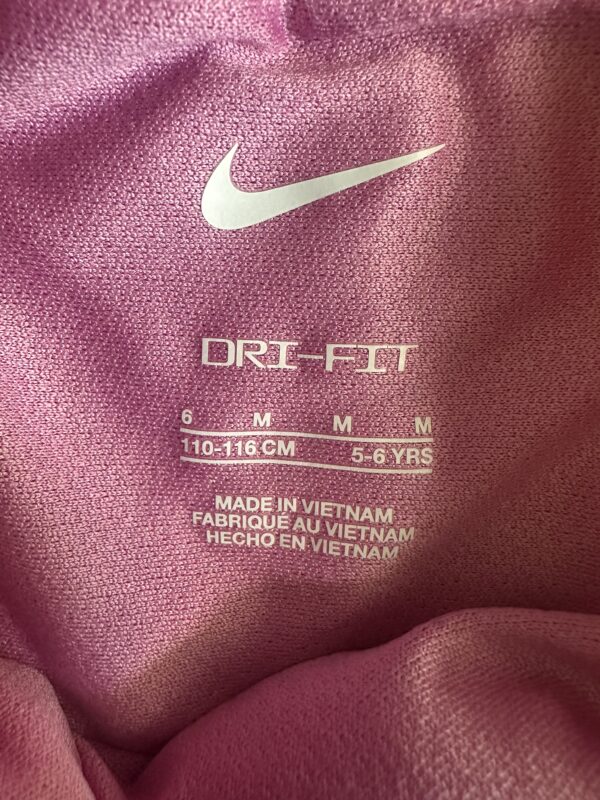 DRI-FIT
6 M M M
110-116 CM 5-6 YRS
MADE IN VIETNAM
FABRIQUÉ AU VIETNAM
HECHO EN VIETNAM